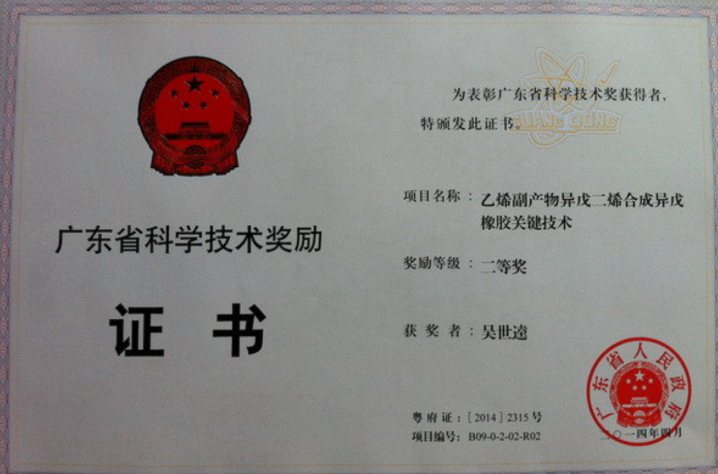 广东省科学技术奖励
证书
为表彰广东省科学技术奖获得者，
特颁发此证书。
GUANG DONG
项目名称：乙烯副产物异戊二烯合成异戊
橡胶关键技术
奖励等级：二等奖
获奖者：吴世逵
广东省人民政府
二〇一四年四月
粤府证：[2014] 2315 号
项目编号：B09-0-2-02-R02